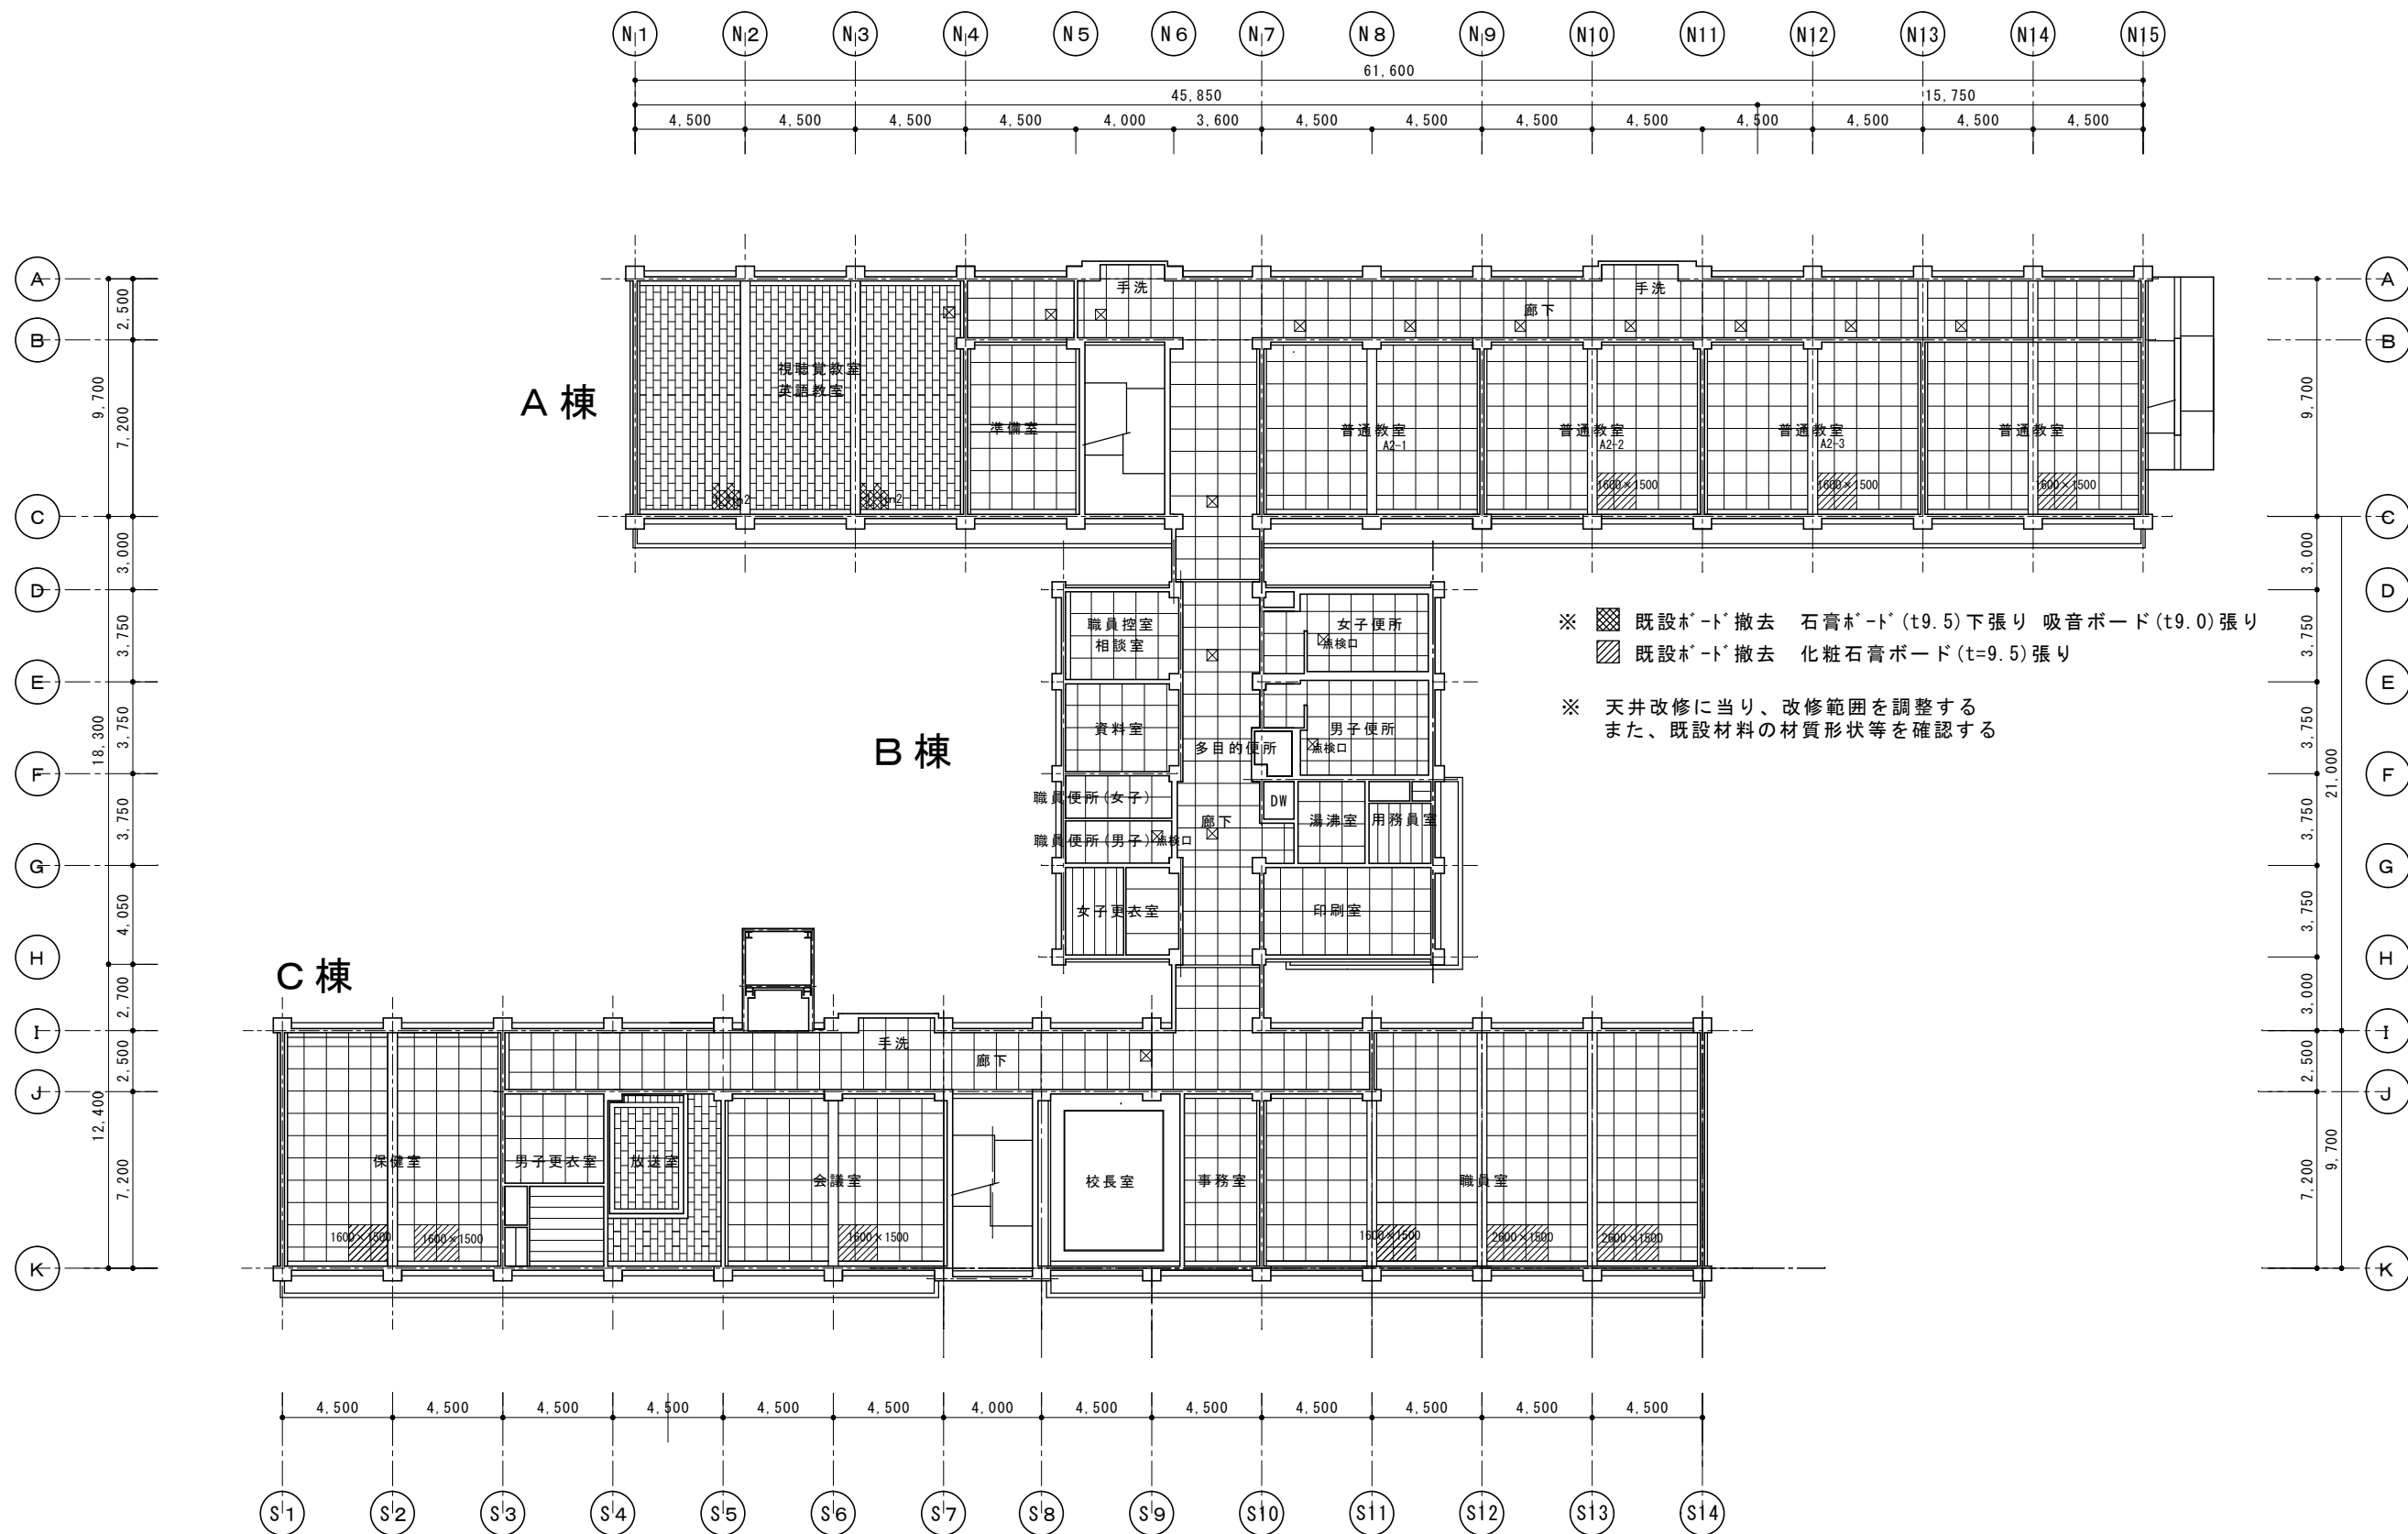 N1 N2 N3 N4 N5 N6 N7 N8 N9 N10 N11 N12 N13 N14 N15
61,600
45,850 15,750
4,500 4,500 4,500 4,500 4,000 3,600 4,500 4,500 4,500 4,500 4,500 4,500 4,500 4,500
A 2,500 B 9,700 7,200 C 3,000 D 3,750 E 18,300 3,750 F 3,750 G 4,050 H 2,700 I 2,500 J 12,400 7,200 K
A棟
手洗
廊下
手洗
視聴覚教室
英語教室
準備室
普通教室
A2-1
普通教室
A2-2
普通教室
A2-3
普通教室
1600×1500
1600×1500
1600×1500
B棟
職員控室
相談室
女子便所
点検口
資料室
多目的便所
男子便所
点検口
職員便所(女子)
職員便所(男子)
点検口
廊下
DW
湯沸室
用務員室
女子更衣室
印刷室
※ 既設ボード撤去 石膏ボード(t9.5)下張り 吸音ボード(t9.0)張り
既設ボード撤去 化粧石膏ボード(t=9.5)張り
※ 天井改修に当り、改修範囲を調整する
また、既設材料の材質形状等を確認する
C棟
手洗
廊下
保健室
男子更衣室
放送室
会議室
校長室
事務室
職員室
1600×1500
1600×1500
1600×1500
1600×1500
2600×1500
2600×1500
A B 9,700 C 3,000 D 3,750 E 3,750 21,000 F 3,750 G 3,750 H 3,000 I 2,500 J 9,700 7,200 K
4,500 4,500 4,500 4,500 4,500 4,500 4,000 4,500 4,500 4,500 4,500 4,500 4,500
S1 S2 S3 S4 S5 S6 S7 S8 S9 S10 S11 S12 S13 S14